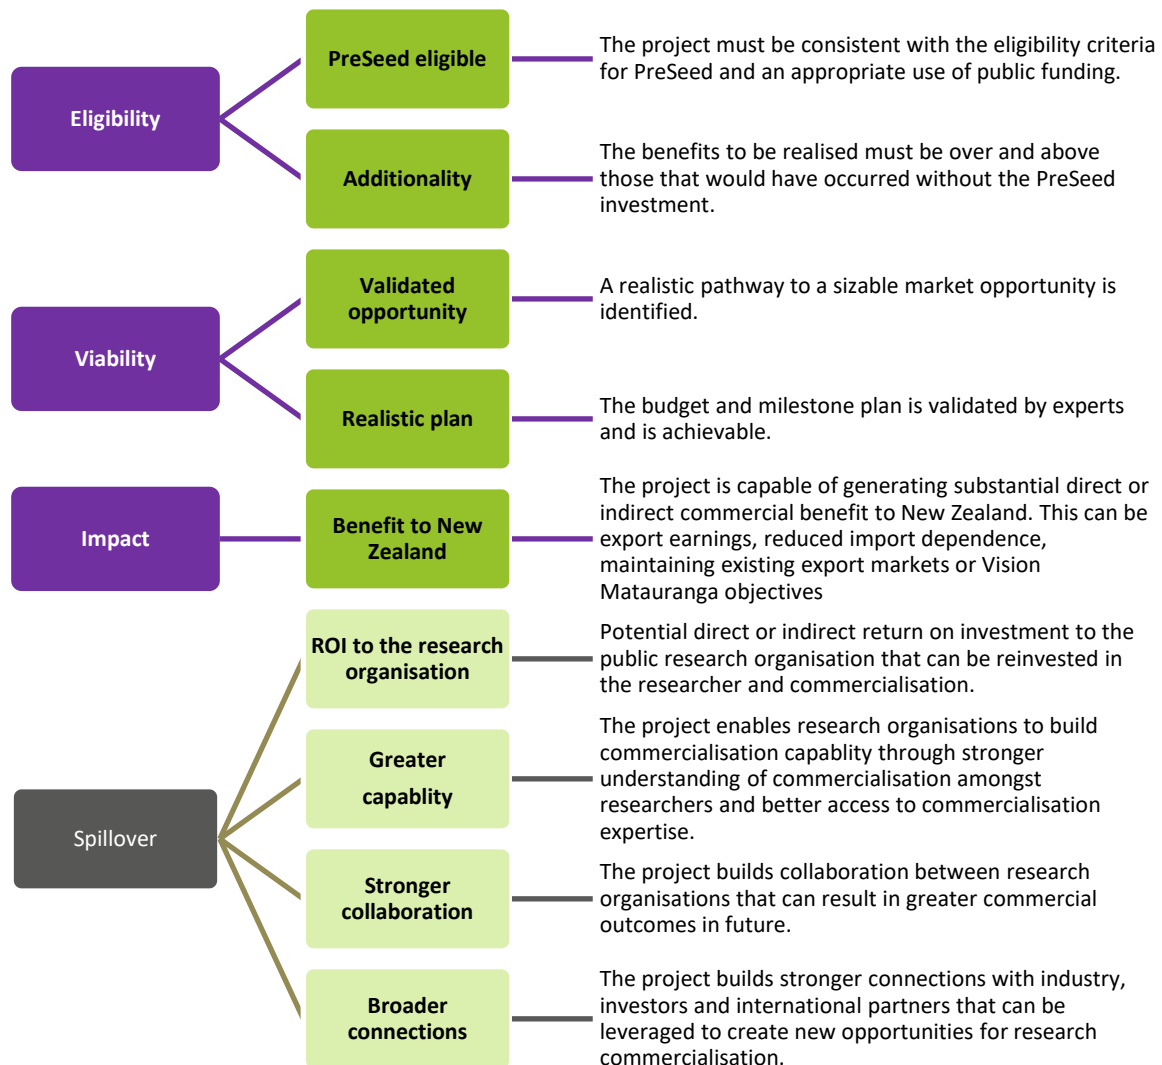 Eligibility
PreSeed eligible
The project must be consistent with the eligibility criteria
for PreSeed and an appropriate use of public funding.
Additionality
The benefits to be realised must be over and above
those that would have occurred without the PreSeed
investment.
Viability
Validated
opportunity
A realistic pathway to a sizable market opportunity is
identified.
Realistic plan
The budget and milestone plan is validated by experts
and is achievable.
Impact
Benefit to New
Zealand
The project is capable of generating substantial direct or
indirect commercial benefit to New Zealand. This can be
export earnings, reduced import dependence,
maintaining existing export markets or Vision
Matauranga objectives
Spillover
ROI to the research
organisation
Potential direct or indirect return on investment to the
public research organisation that can be reinvested in
the researcher and commercialisation.
Greater
capablity
The project enables research organisations to build
commercialisation capablity through stronger
understanding of commercialisation amongst
researchers and better access to commercialisation
expertise.
Stronger
collaboration
The project builds collaboration between research
organisations that can result in greater commercial
outcomes in future.
Broader
connections
The project builds stronger connections with industry,
investors and international partners that can be
leveraged to create new opportunities for research
commercialisation.